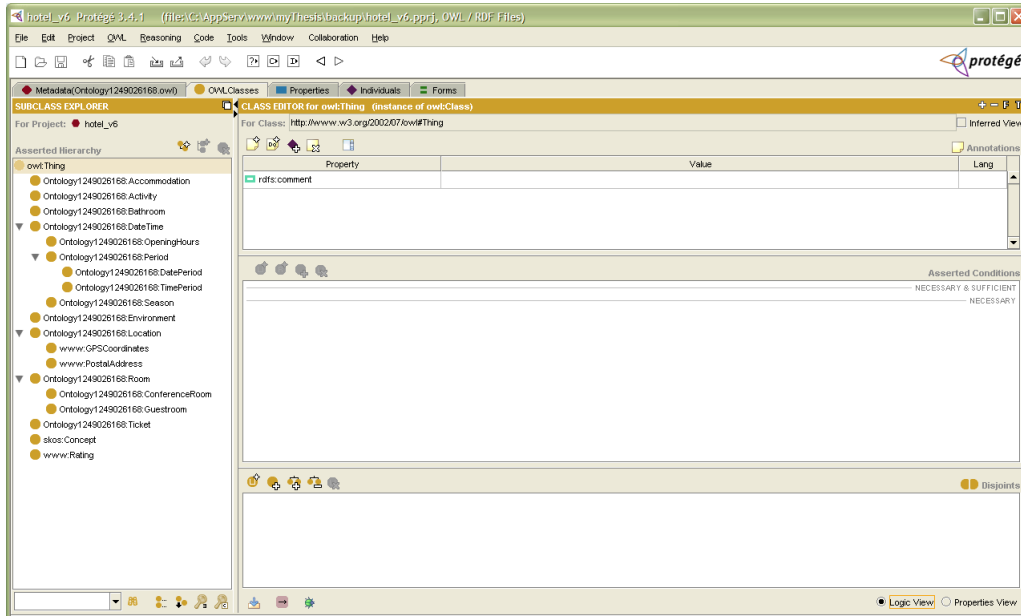 hotel_v6 Protégé 3.4.1 (file:\C:\AppServ\www\myThesis\backup\hotel_v6.pprj, OWL / RDF Files)
File Edit Project OWL Reasoning Code Tools Window Collaboration Help
protégé
Metadata(Ontology1249026168.owl) OWLClasses Properties Individuals Forms
SUBCLASS EXPLORER
CLASS EDITOR for owl:Thing (instance of owl:Class)
For Project: hotel_v6
For Class: http://www.w3.org/2002/07/owl#Thing
Inferred View
Asserted Hierarchy
Annotations
Property Value Lang
rdfs:comment
owl:Thing
Ontology1249026168:Accommodation
Ontology1249026168:Activity
Ontology1249026168:Bathroom
Ontology1249026168:DateTime
Ontology1249026168:OpeningHours
Ontology1249026168:Period
Ontology1249026168:DatePeriod
Ontology1249026168:TimePeriod
Ontology1249026168:Season
Ontology1249026168:Environment
Ontology1249026168:Location
www:GPSCoordinates
www:PostalAddress
Ontology1249026168:Room
Ontology1249026168:ConferenceRoom
Ontology1249026168:Guestroom
Ontology1249026168:Ticket
skos:Concept
www:Rating
Asserted Conditions
NECESSARY & SUFFICIENT
NECESSARY
Disjoints
Logic View Properties View